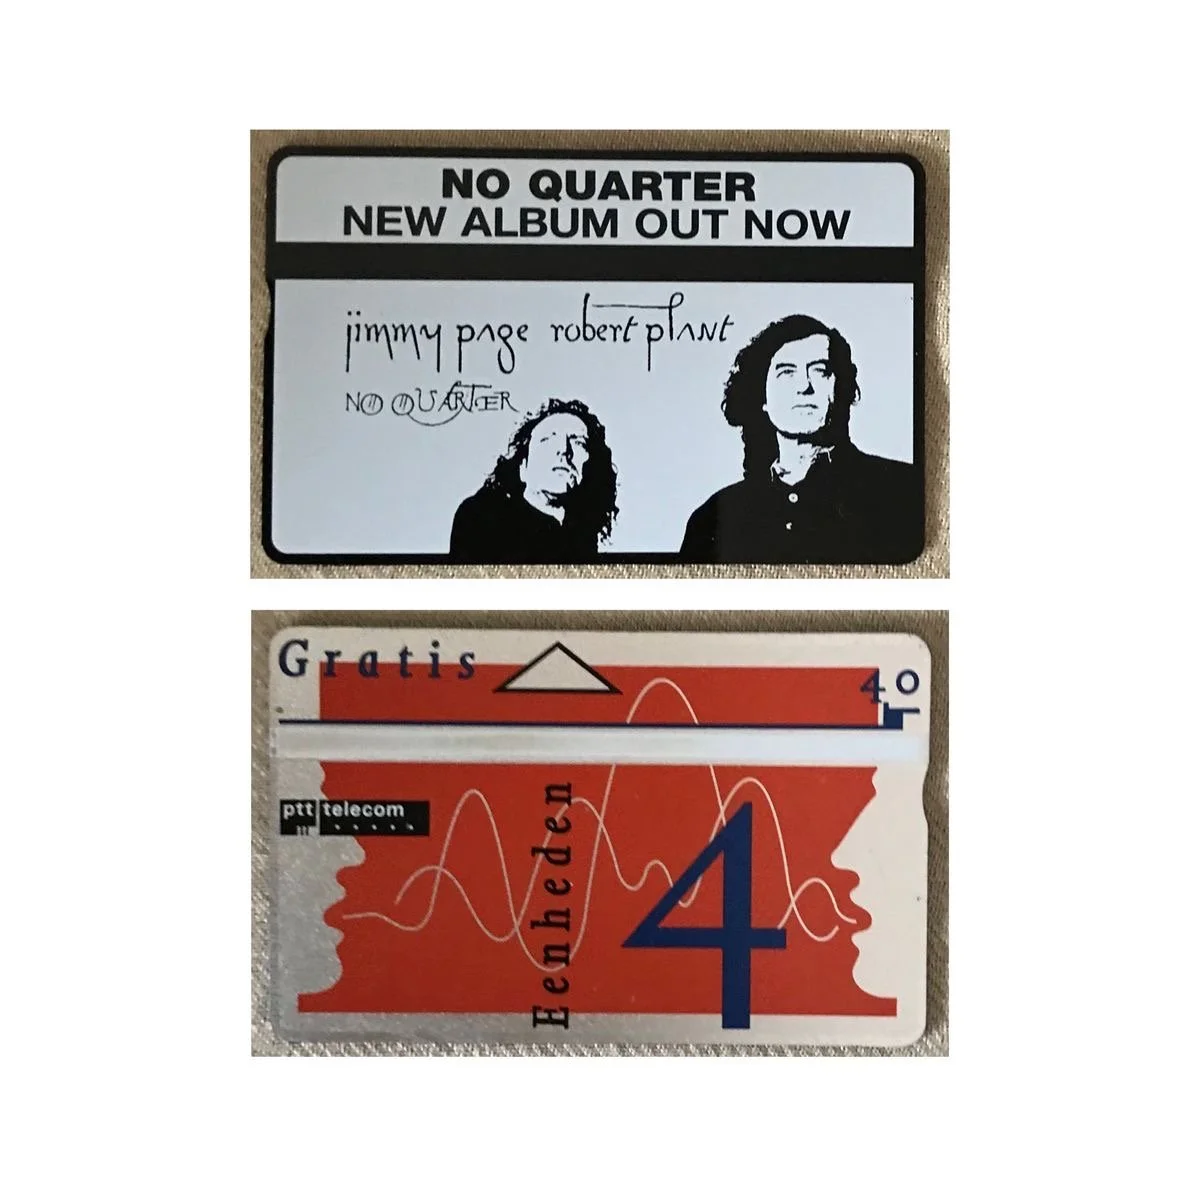 NO QUARTER
NEW ALBUM OUT NOW
jimmy page robert plant
NO QUARTER
Gratis
40
ptt telecom
Eenheden
4